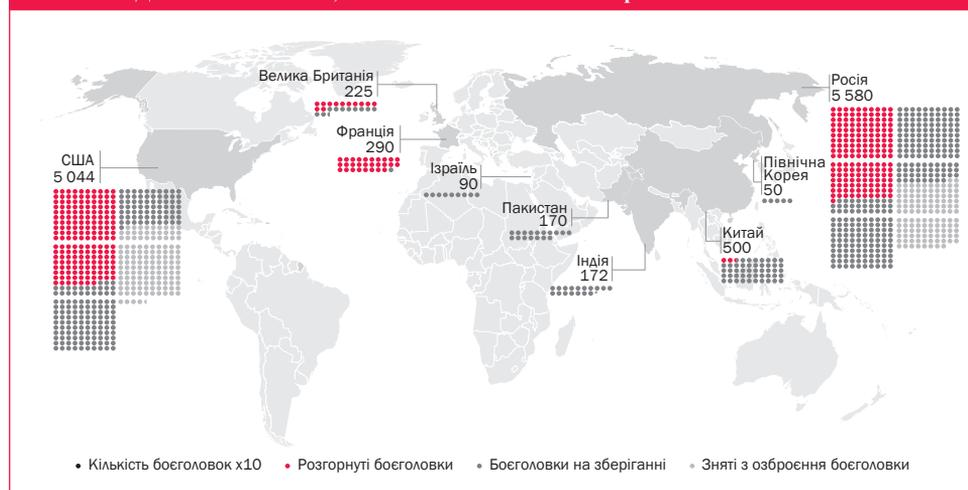 Велика Британія
225
Росія
5 580
Франція
290
США
5 044
Ізраїль
90
Північна
Корея
50
Пакистан
170
Китай
500
Індія
172
Кількість боєголовок x10
Розгорнуті боєголовки
Боєголовки на зберіганні
Зняті з озброєння боєголовки